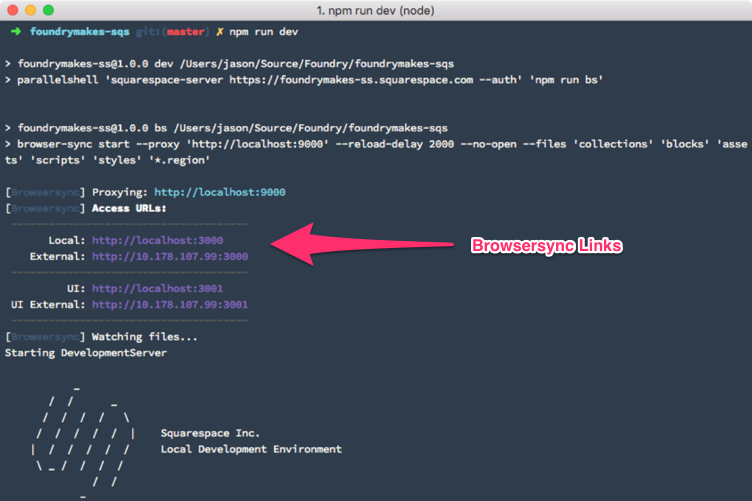 1. npm run dev (node)
➜ foundrymakes-sqs git:(master) ✗ npm run dev
> foundrymakes-ss@1.0.0 dev /Users/jason/Source/Foundry/foundrymakes-sqs
> parallelshell 'squarespace-server https://foundrymakes-ss.squarespace.com --auth' 'npm run bs'
> foundrymakes-ss@1.0.0 bs /Users/jason/Source/Foundry/foundrymakes-sqs
> browser-sync start --proxy 'http://localhost:9000' --reload-delay 2000 --no-open --files 'collections' 'blocks' 'asse
ts' 'scripts' 'styles' '*.region'
[Browsersync] Proxying: http://localhost:9000
[Browsersync] Access URLs:
Local: http://localhost:3000
External: http://10.178.107.99:3000
Browsersync Links
UI: http://localhost:3001
UI External: http://10.178.107.99:3001
[Browsersync] Watching files...
Starting DevelopmentServer
Squarespace Inc.
Local Development Environment